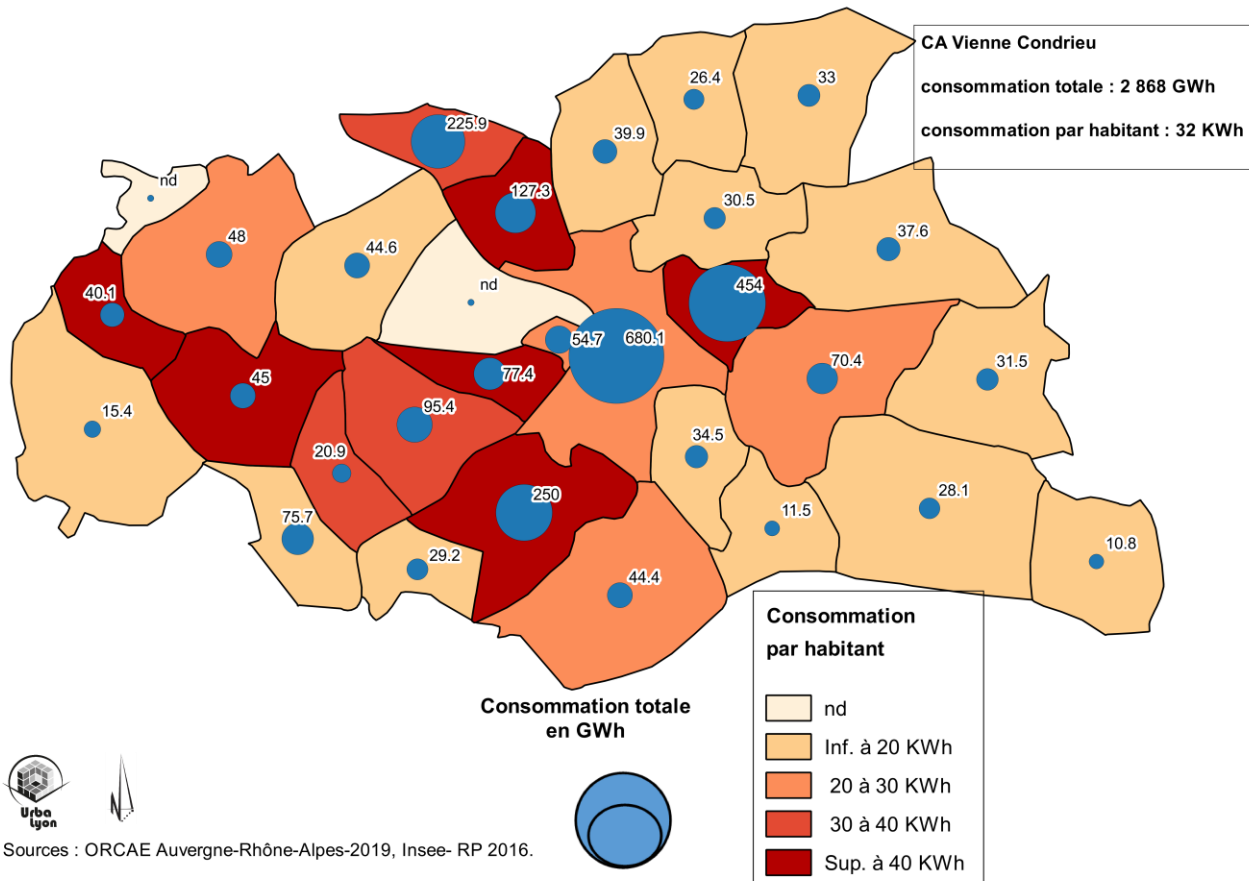 CA Vienne Condrieu
consommation totale : 2 868 GWh
consommation par habitant : 32 KWh
26.4
33
225.9
39.9
nd
127.3
30.5
48
44.6
37.6
nd
40.1
454
54.7
680.1
70.4
77.4
31.5
45
15.4
95.4
34.5
20.9
250
28.1
11.5
75.7
29.2
10.8
44.4
Consommation totale
en GWh
Consommation
par habitant
nd
Inf. à 20 KWh
20 à 30 KWh
30 à 40 KWh
Sup. à 40 KWh
Urba
Lyon
N
Sources : ORCAE Auvergne-Rhône-Alpes-2019, Insee- RP 2016.